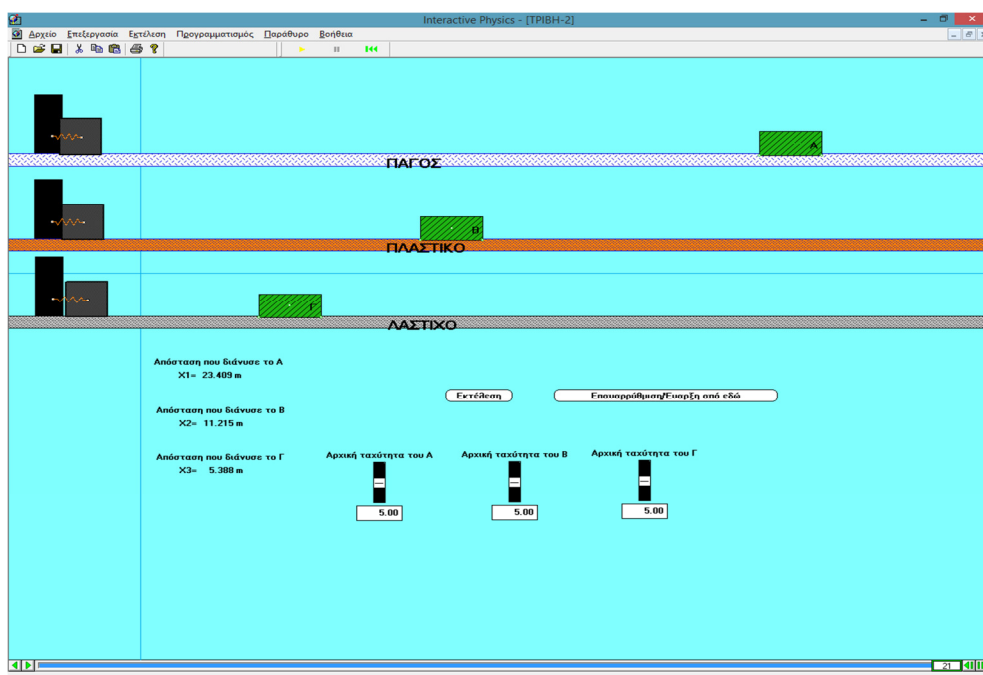 Interactive Physics - [ΤΡΙΒΗ-2]
Αρχείο Επεξεργασία Εκτέλεση Προγραμματισμός Παράθυρο Βοήθεια
Α
ΠΑΓΟΣ
Β
ΠΛΑΣΤΙΚΟ
Γ
ΛΑΣΤΙΧΟ
Απόσταση που διάνυσε το Α
X1= 23.409 m
Εκτέλεση
Επαναρρύθμιση/Έναρξη από εδώ
Απόσταση που διάνυσε το Β
X2= 11.215 m
Απόσταση που διάνυσε το Γ
X3= 5.388 m
Αρχική ταχύτητα του Α
Αρχική ταχύτητα του Β
Αρχική ταχύτητα του Γ
5.00
5.00
5.00
21